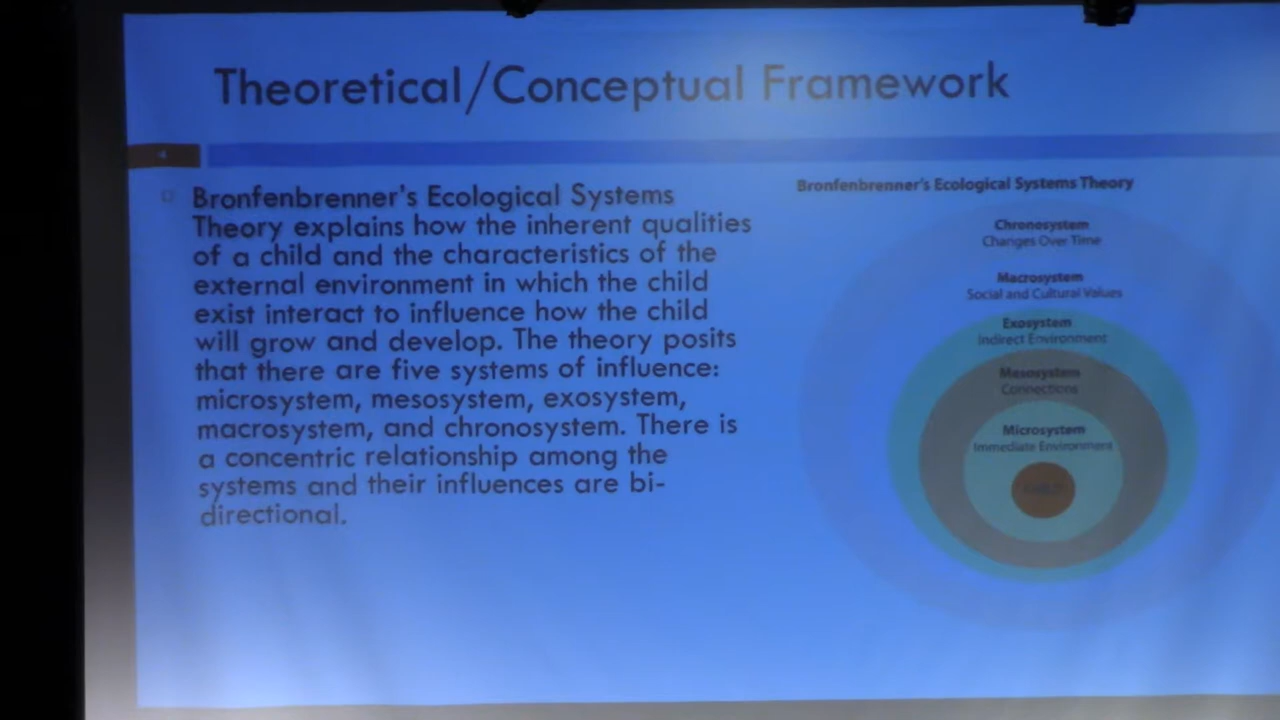 Theoretical/Conceptual Framework
4
Bronfenbrenner's Ecological Systems
Theory explains how the inherent qualities
of a child and the characteristics of the
external environment in which the child
exist interact to influence how the child
will grow and develop. The theory posits
that there are five systems of influence:
microsystem, mesosystem, exosystem,
macrosystem, and chronosystem. There is
a concentric relationship among the
systems and their influences are bi-
directional.
Bronfenbrenner's Ecological Systems Theory
Chronosystem
Changes Over Time
Macrosystem
Social and Cultural Values
Exosystem
Indirect Environment
Mesosystem
Connections
Microsystem
Immediate Environment